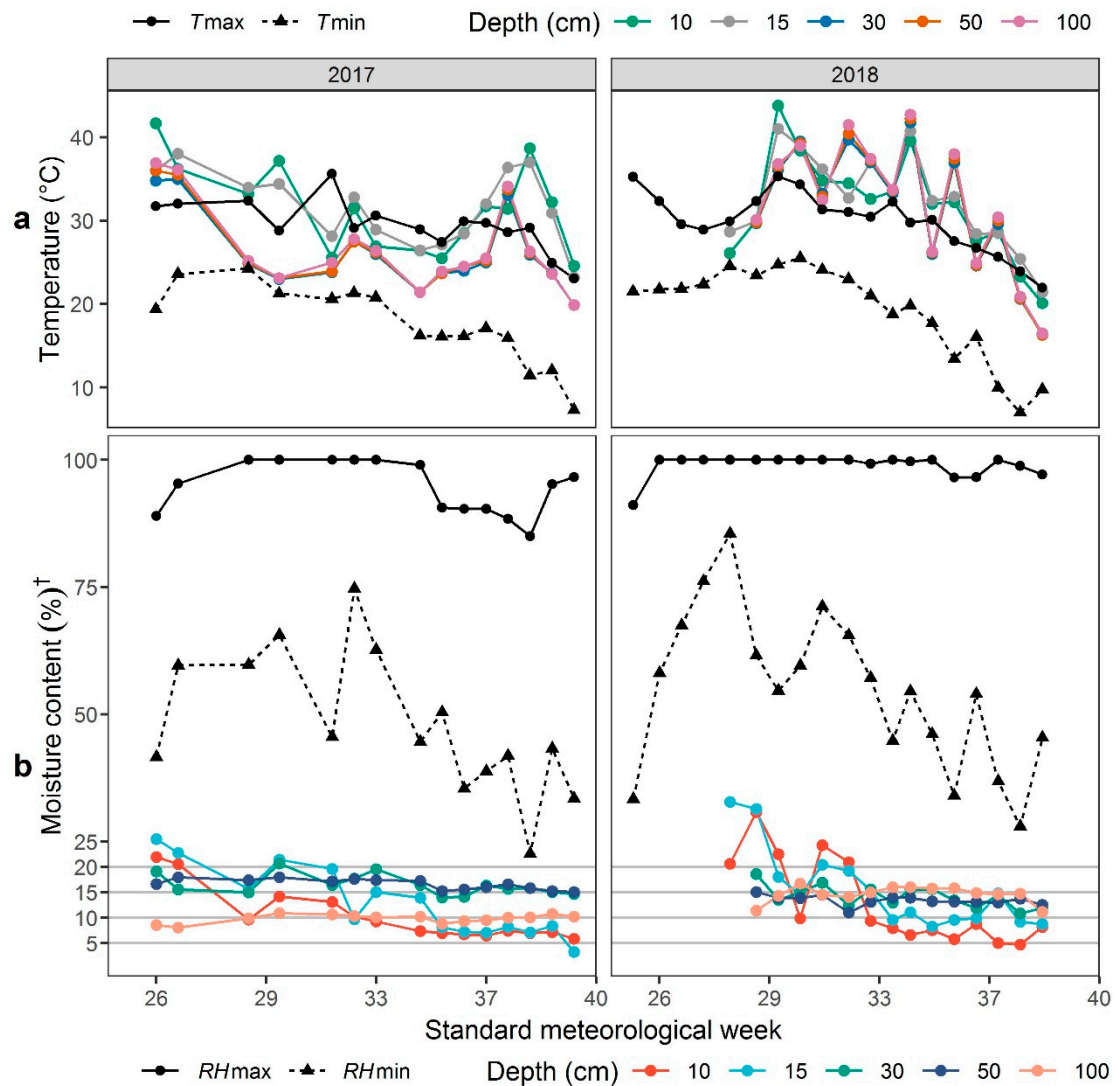 Tmax Tmin Depth (cm) 10 15 30 50 100
2017 2018
a
Temperature (°C)
40
30
20
10
b
Moisture content (%)†
100
75
50
25
20
15
10
5
26 29 33 37 40 26 29 33 37 40
Standard meteorological week
RHmax RHmin Depth (cm) 10 15 30 50 100